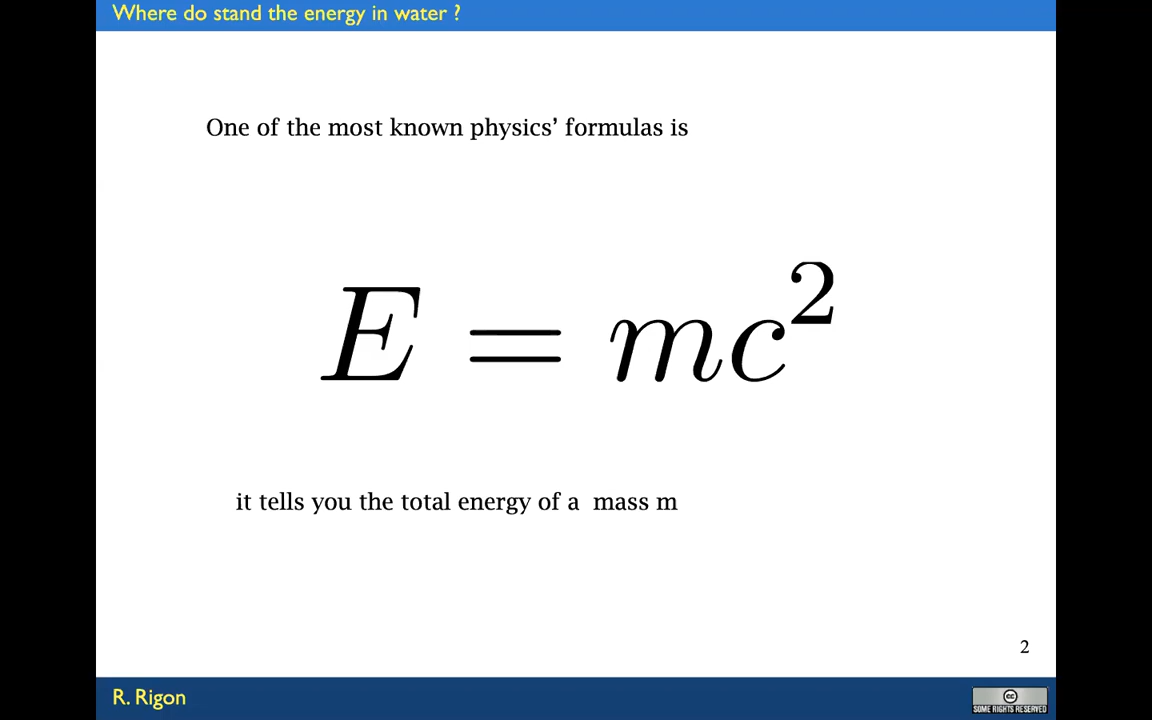 Where do stand the energy in water ?
One of the most known physics’ formulas is
E = mc²
it tells you the total energy of a  mass m
2
R. Rigon
cc
SOME RIGHTS RESERVED